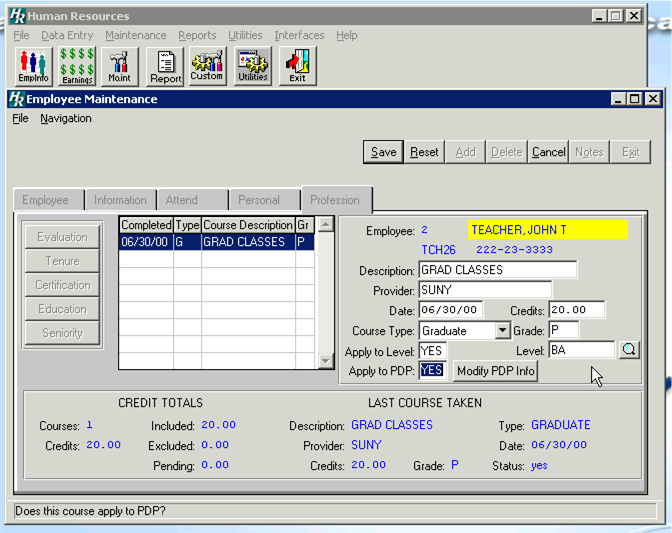 HR Human Resources
File Data Entry Maintenance Reports Utilities Interfaces Help
$ $ $ $
$ $ $ $
$ $ $ $
EmpInfo Earnings Maint Report Custom Utilities Exit
HR Employee Maintenance
File Navigation
Save Reset Add Delete Cancel Notes Exit
Employee Information Attend Personal Profession
Evaluation
Tenure
Certification
Education
Seniority
Completed Type Course Description Gr
06/30/00 G GRAD CLASSES P
Employee: 2 TEACHER, JOHN T
TCH26 222-23-3333
Description: GRAD CLASSES
Provider: SUNY
Date: 06/30/00 Credits: 20.00
Course Type: Graduate Grade: P
Apply to Level: YES Level: BA
Apply to PDP: YES Modify PDP Info
CREDIT TOTALS LAST COURSE TAKEN
Courses: 1 Included: 20.00 Description: GRAD CLASSES Type: GRADUATE
Credits: 20.00 Excluded: 0.00 Provider: SUNY Date: 06/30/00
Pending: 0.00 Credits: 20.00 Grade: P Status: yes
Does this course apply to PDP?